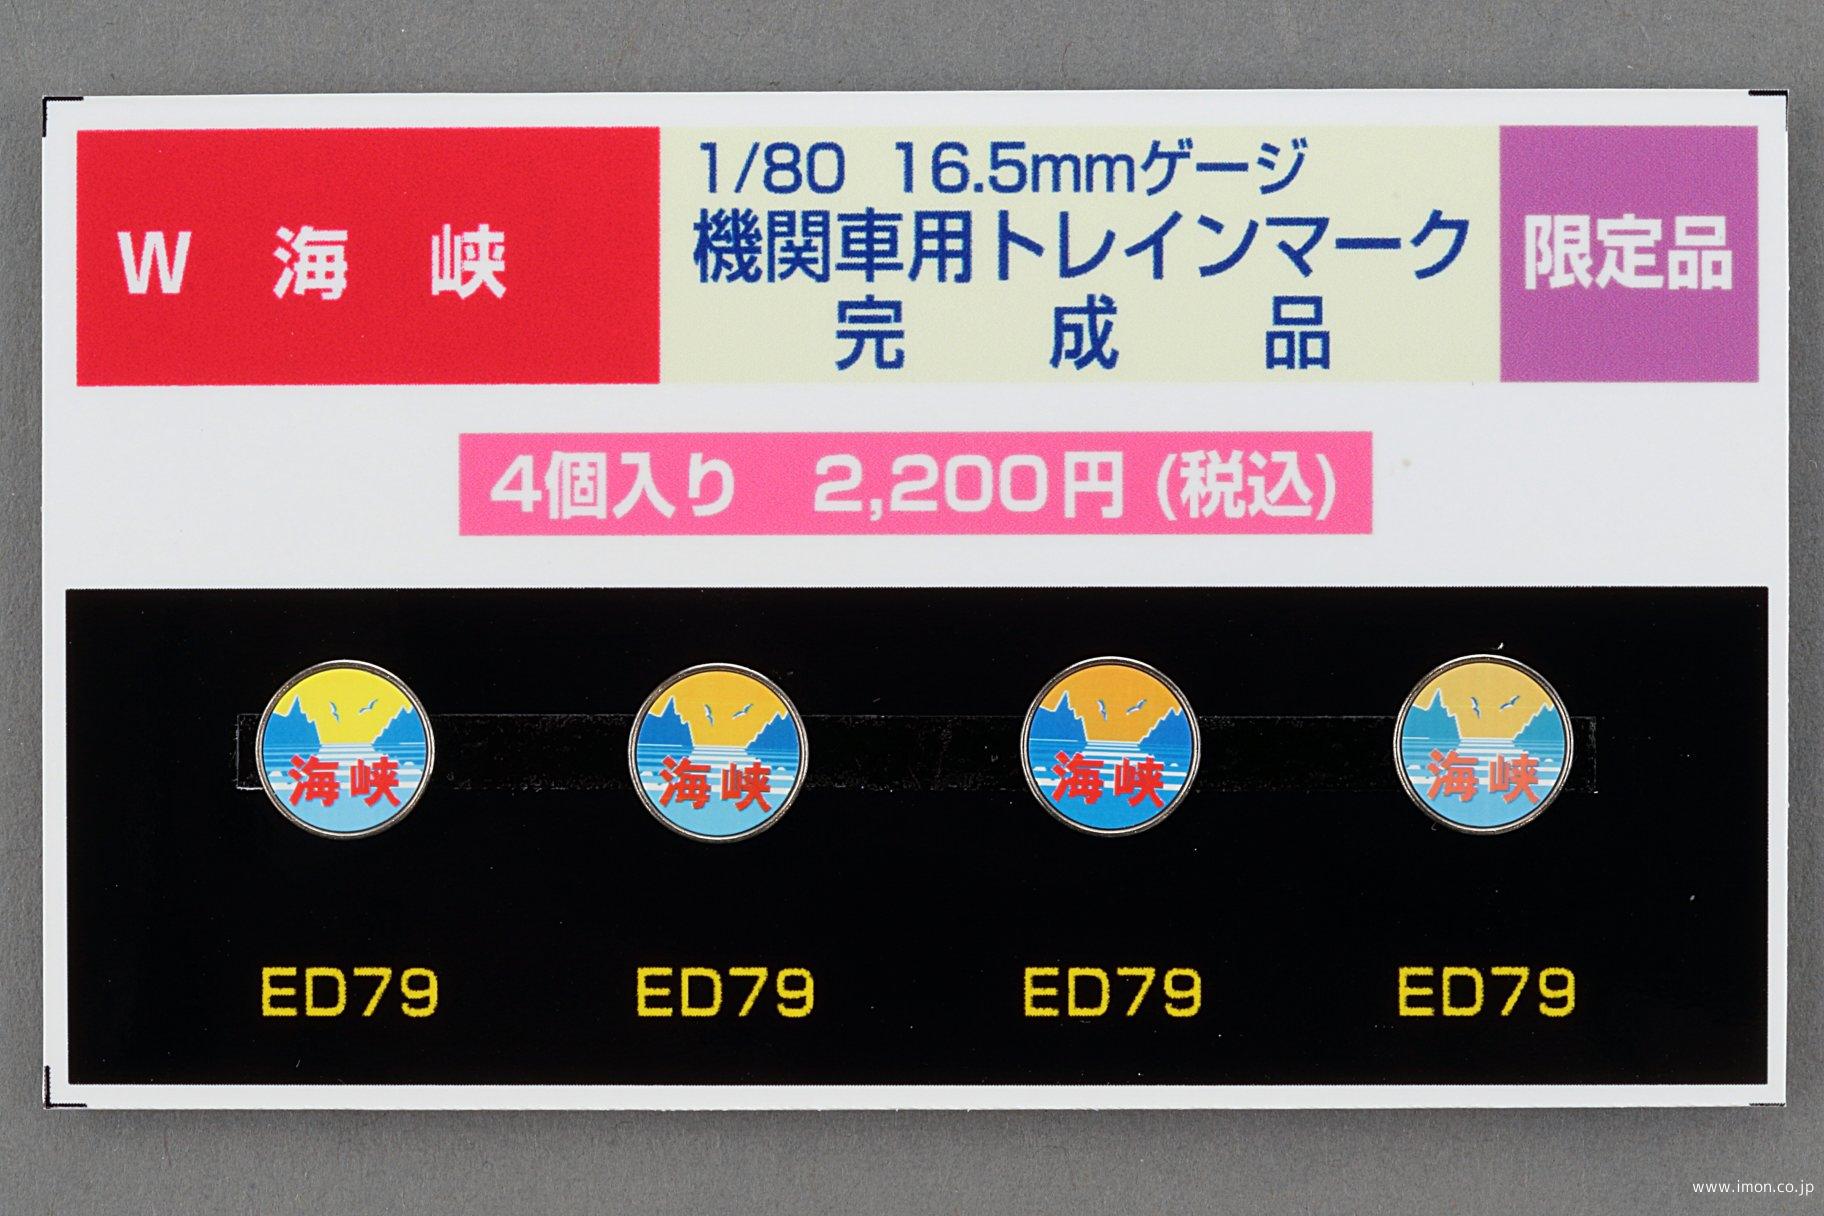 W 海 峡
1/80 16.5mmゲージ
機関車用トレインマーク
完 成 品
限定品
4個入り 2,200円 (税込)
海峡 海峡 海峡 海峡
ED79 ED79 ED79 ED79
www.imon.co.jp